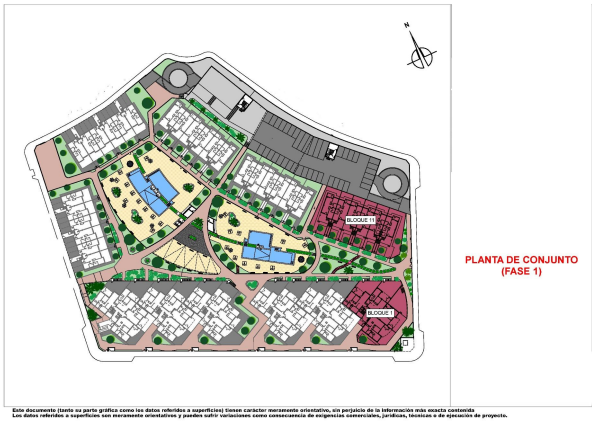 N
BLOQUE 11
PLANTA DE CONJUNTO
(FASE 1)
BLOQUE 1
Este documento (tanto su parte gráfica como los datos referidos a superficies) tienen carácter meramente orientativo, sin perjuicio de la información más exacta contenida
Los datos referidos a superficies son meramente orientativos y pueden sufrir variaciones como consecuencia de exigencias comerciales, jurídicas, técnicas o de ejecución de proyecto.